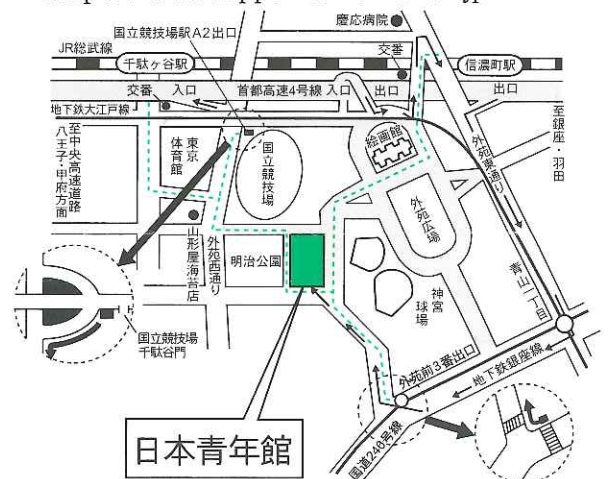 国立競技場駅A2出口
慶応病院
JR総武線
千駄ヶ谷駅
交番
信濃町駅
交番
入口
首都高速4号線
入口
出口
出口
地下鉄大江戸線
至中央高速道路
八王子・甲府方面
東京
体育館
国立競技場
絵画館
外苑東通り
至銀座・羽田
外苑広場
山形屋海苔店
外苑西通り
明治公園
神宮
球場
青山一丁目
国立競技場
千駄谷門
外苑前3番出口
地下鉄銀座線
国道246号線
日本青年館